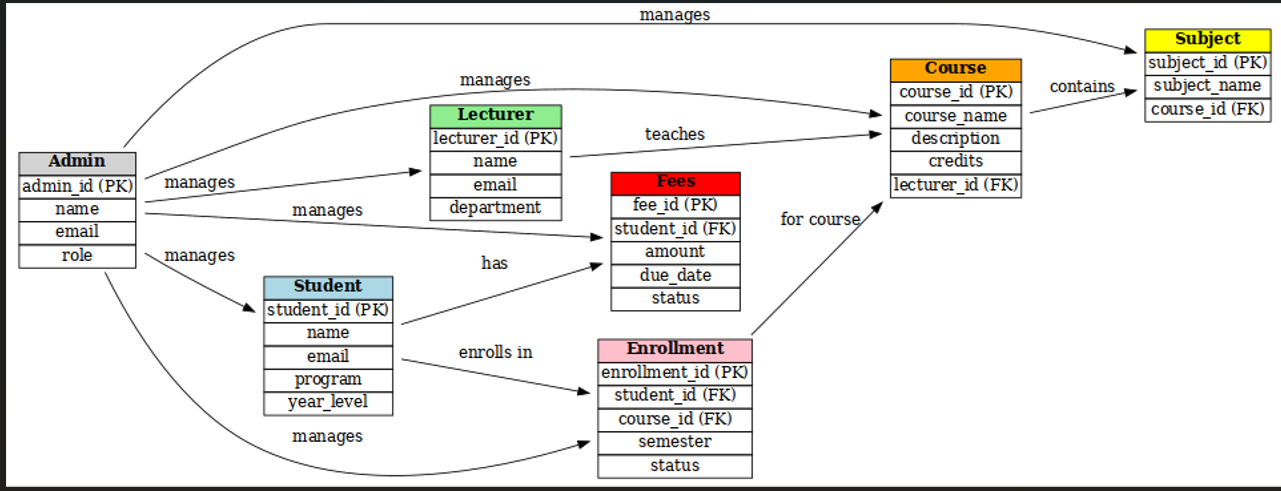 manages
Subject
subject_id (PK)
subject_name
course_id (FK)
Course
course_id (PK)
course_name
description
credits
lecturer_id (FK)
contains
manages
Lecturer
lecturer_id (PK)
name
email
department
teaches
Admin
admin_id (PK)
name
email
role
manages
manages
manages
Fees
fee_id (PK)
student_id (FK)
amount
due_date
status
for course
has
Student
student_id (PK)
name
email
program
year_level
enrolls in
Enrollment
enrollment_id (PK)
student_id (FK)
course_id (FK)
semester
status
manages